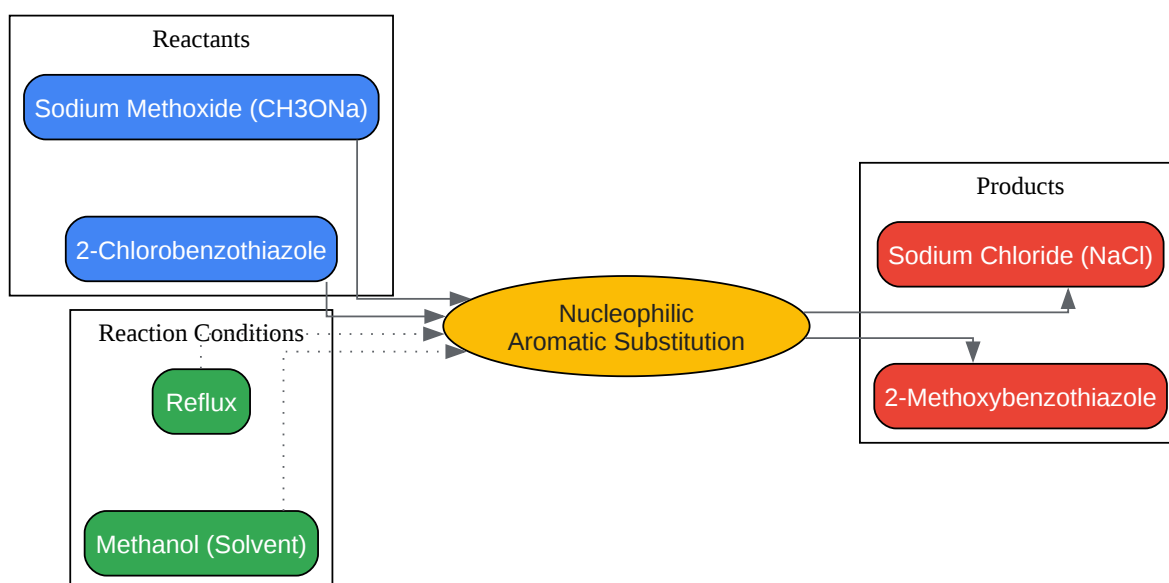 Reactants
Sodium Methoxide (CH3ONa)
2-Chlorobenzothiazole
Reaction Conditions
Reflux
Methanol (Solvent)
Nucleophilic
Aromatic Substitution
Products
Sodium Chloride (NaCl)
2-Methoxybenzothiazole